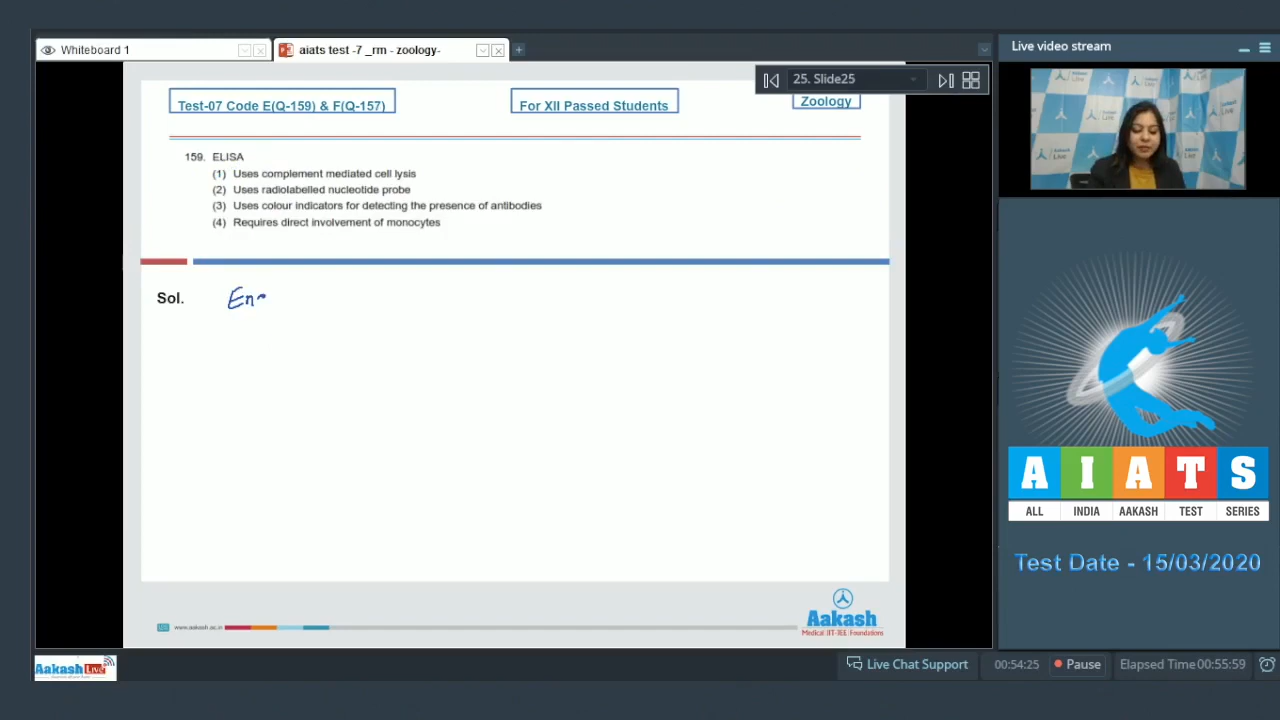 Whiteboard 1
aiats test -7 _rm - zoology-
Live video stream
25. Slide25
Test-07 Code E(Q-159) & F(Q-157)
For XII Passed Students
Zoology
159. ELISA
(1) Uses complement mediated cell lysis
(2) Uses radiolabelled nucleotide probe
(3) Uses colour indicators for detecting the presence of antibodies
(4) Requires direct involvement of monocytes
Sol.
A I A T S
ALL INDIA AAKASH TEST SERIES
Test Date - 15/03/2020
www.aakash.ac.in
Aakash
Medical|IIT-JEE|Foundations
Aakash Live
Live Chat Support
00:54:25
Pause
Elapsed Time 00:55:59